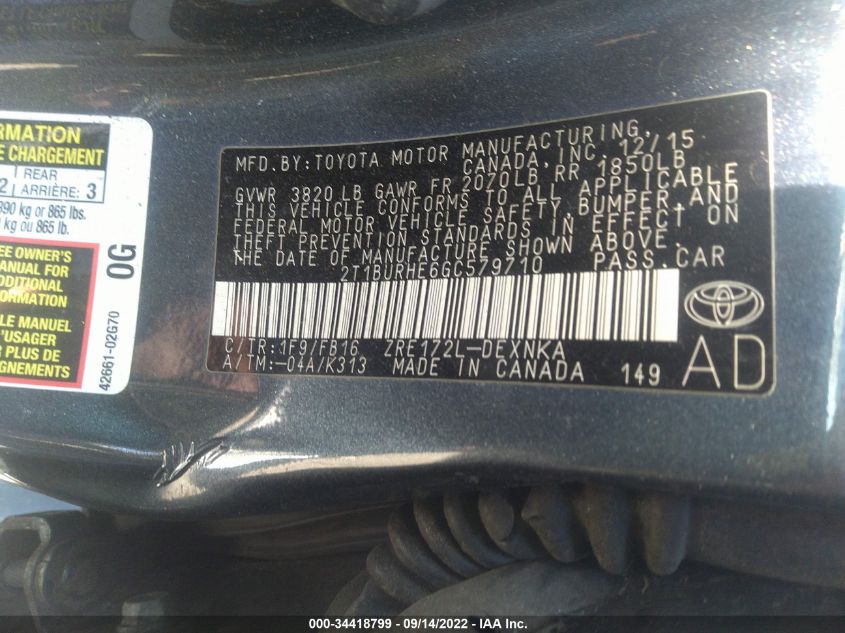 RMATION
E CHARGEMENT
1 REAR
2 ARRIÈRE: 3
390 kg or 865 lbs.
kg ou 865 lb.
EE OWNER'S
ANUAL FOR
DDITIONAL
FORMATION
LE MANUEL
'USAGER
R PLUS DE
SEIGNEMENTS
0G
42661-02G70
MFD. BY: TOYOTA MOTOR MANUFACTURING,
CANADA, INC. 12/15
GVWR 3820 LB GAWR FR 2070LB RR 1850LB
THIS VEHICLE CONFORMS TO ALL APPLICABLE
FEDERAL MOTOR VEHICLE SAFETY, BUMPER, AND
THEFT PREVENTION STANDARDS IN EFFECT ON
THE DATE OF MANUFACTURE SHOWN ABOVE.
2T1BURHE6GC579710 PASS.CAR
C/TR: 1F9/FB16 ZRE172L-DEXNKA
A/TM: -04A/K313 MADE IN CANADA 149
AD
000-34418799 - 09/14/2022 - IAA Inc.